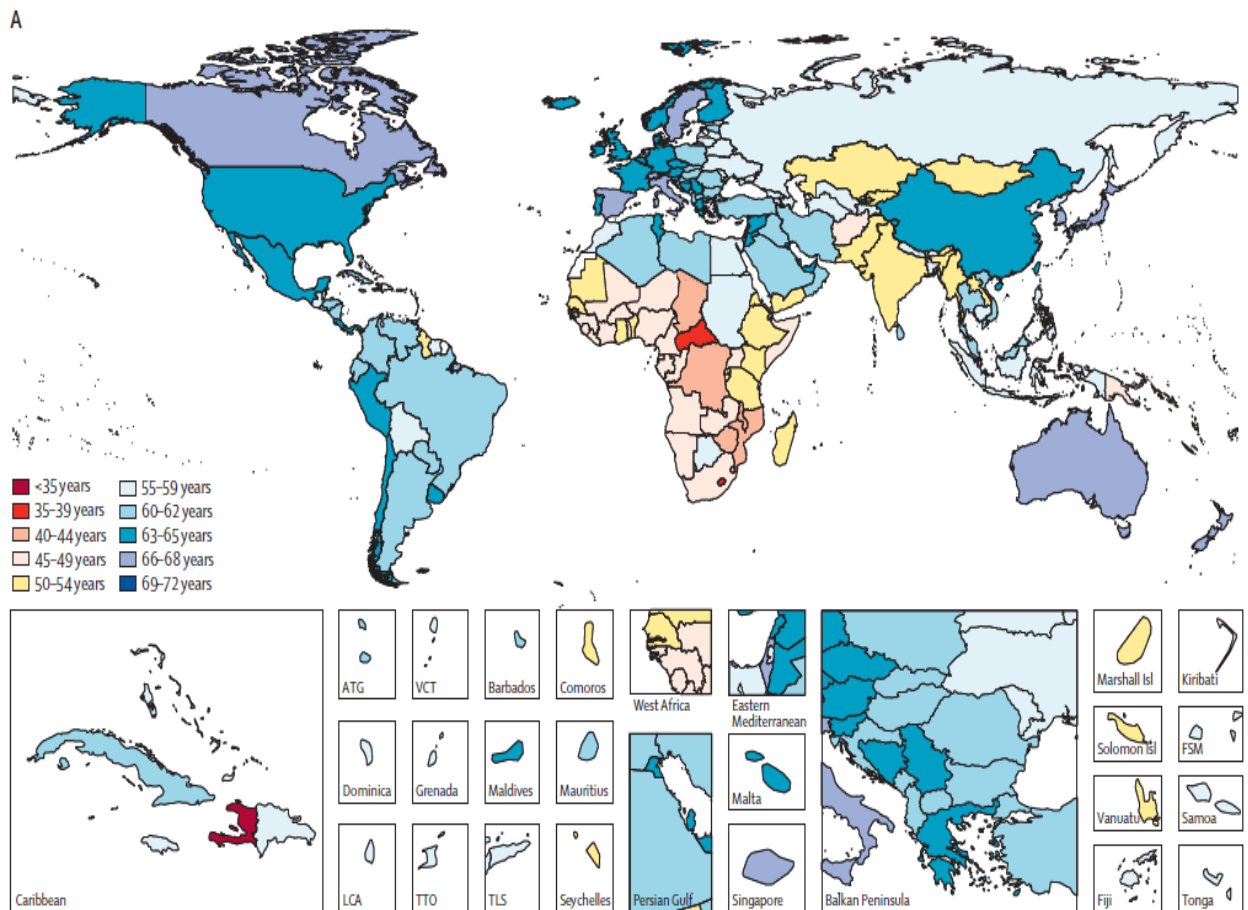 A
<35 years
35–39 years
40–44 years
45–49 years
50–54 years
55–59 years
60–62 years
63–65 years
66–68 years
69–72 years
Caribbean
ATG
VCT
Barbados
Comoros
West Africa
Eastern
Mediterranean
Marshall Isl
Kiribati
Dominica
Grenada
Maldives
Mauritius
Malta
Solomon Isl
FSM
Vanuatu
Samoa
LCA
TTO
TLS
Seychelles
Persian Gulf
Singapore
Balkan Peninsula
Fiji
Tonga